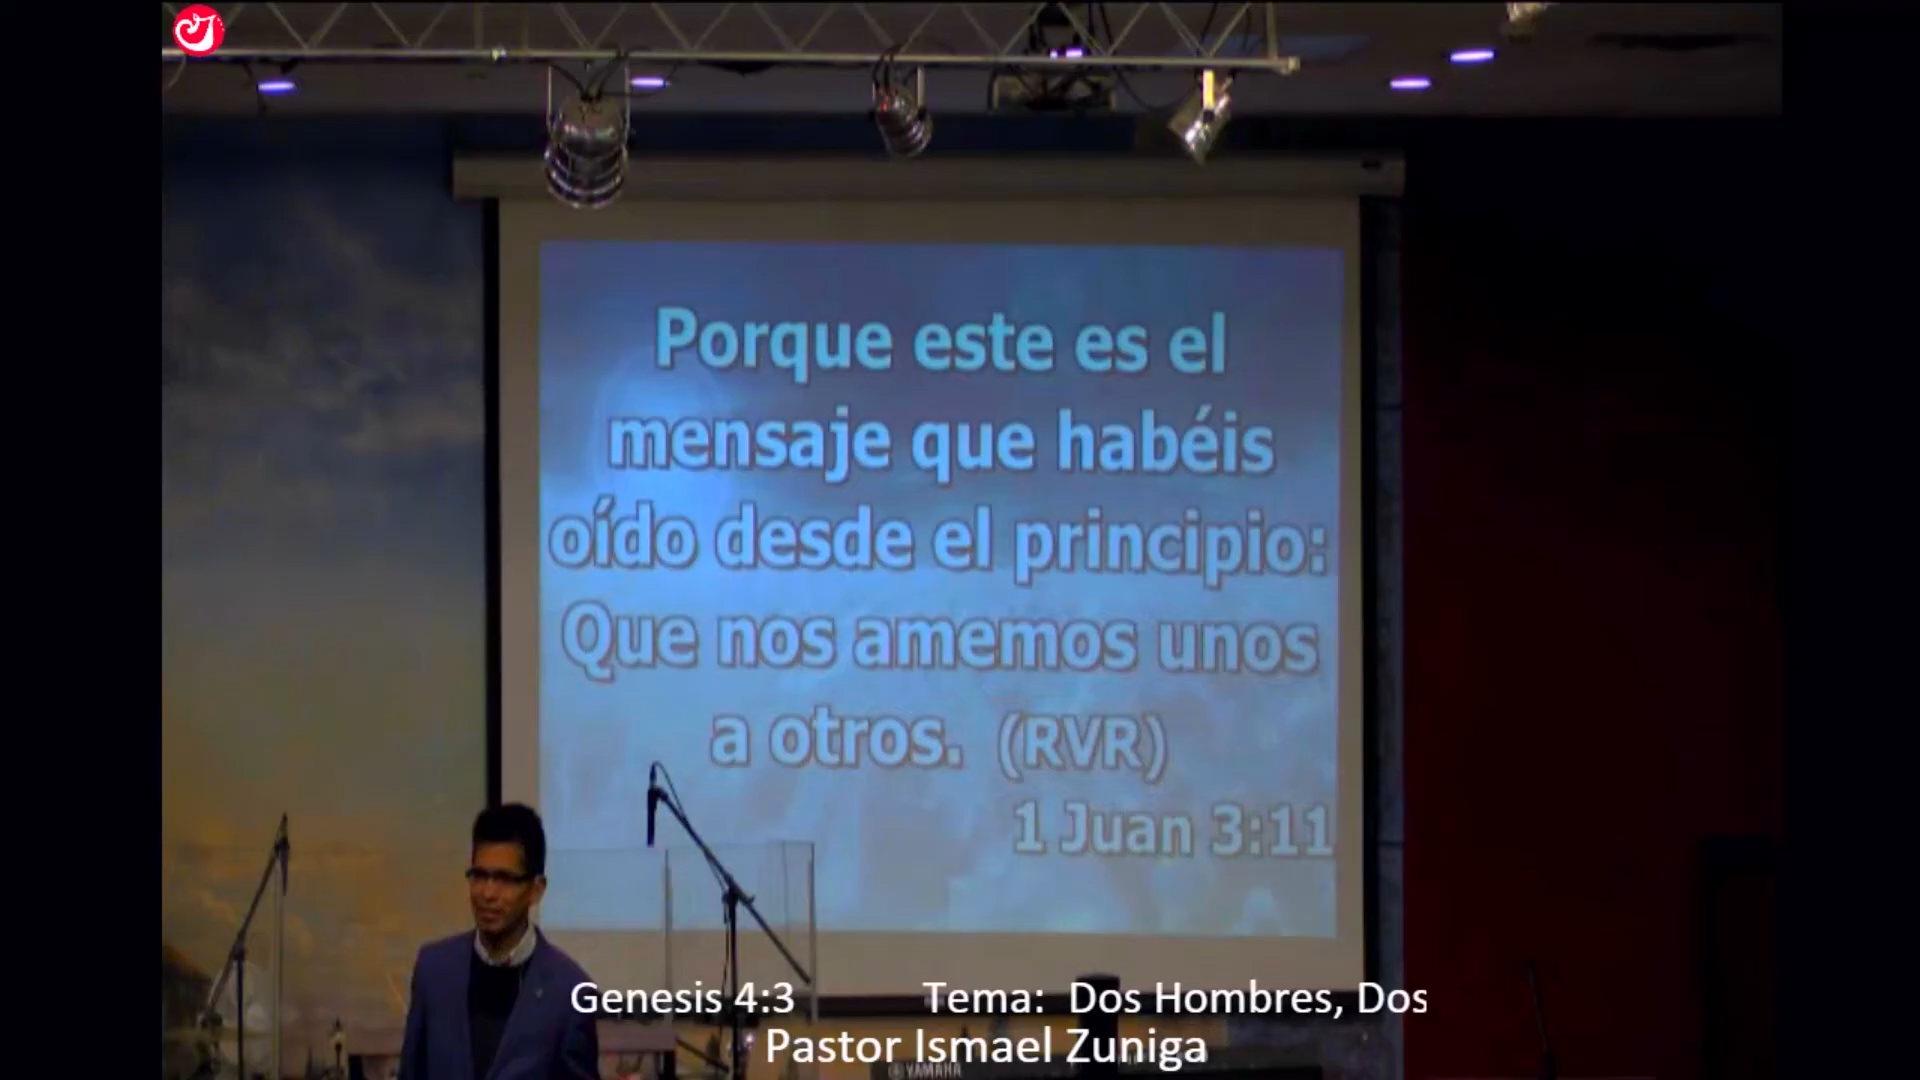 Porque este es el
mensaje que habéis
oído desde el principio:
Que nos amemos unos
a otros. (RVR)
1 Juan 3:11
Genesis 4:3 Tema: Dos Hombres, Dos
Pastor Ismael Zuniga
YAMAHA